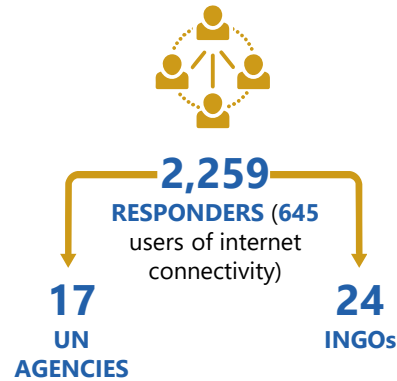 2,259
RESPONDERS (645
users of internet
connectivity)
17
UN
AGENCIES
24
INGOs